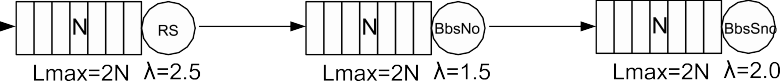 N RS N BbsNo N BbsSno
Lmax=2N λ=2.5 Lmax=2N λ=1.5 Lmax=2N λ=2.0